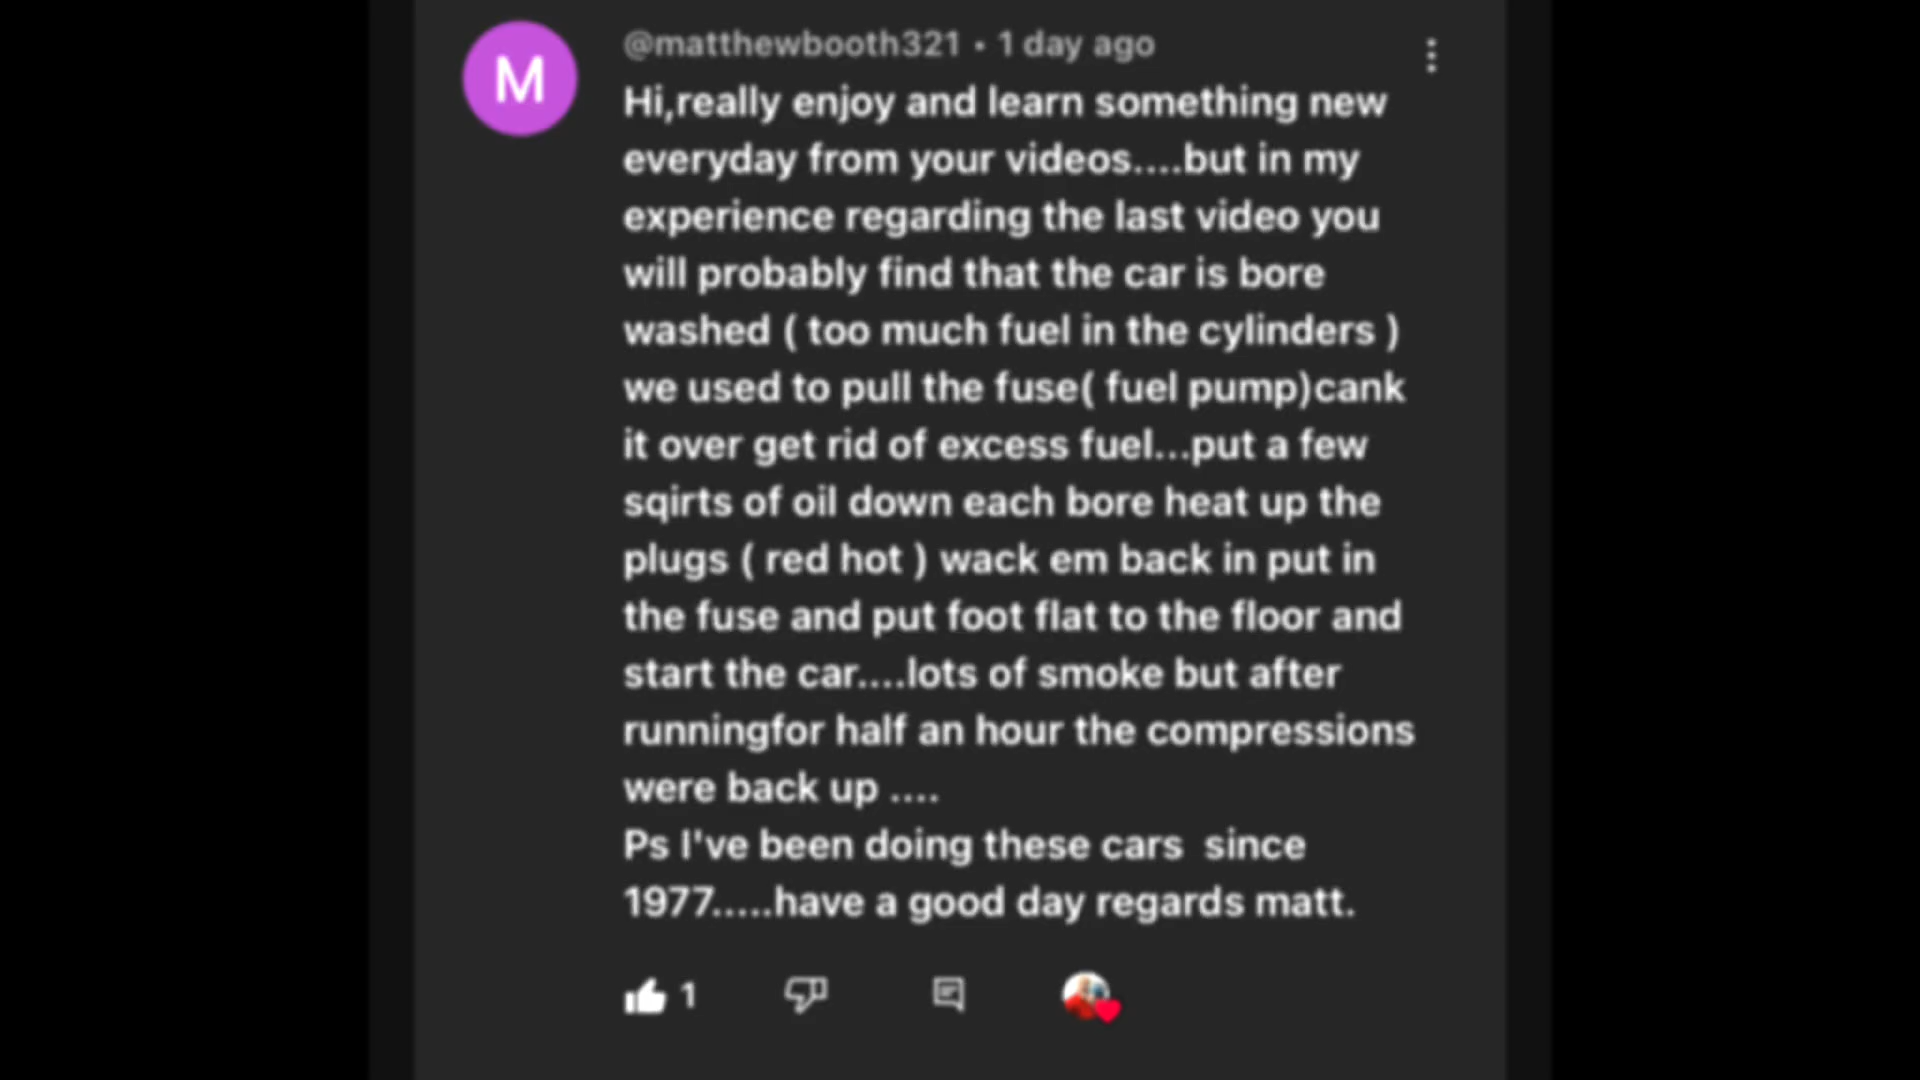 M
@matthewbooth321 • 1 day ago
Hi,really enjoy and learn something new
everyday from your videos....but in my
experience regarding the last video you
will probably find that the car is bore
washed ( too much fuel in the cylinders )
we used to pull the fuse( fuel pump)cank
it over get rid of excess fuel...put a few
sqirts of oil down each bore heat up the
plugs ( red hot ) wack em back in put in
the fuse and put foot flat to the floor and
start the car....lots of smoke but after
runningfor half an hour the compressions
were back up ....
Ps I've been doing these cars  since
1977.....have a good day regards matt.
1